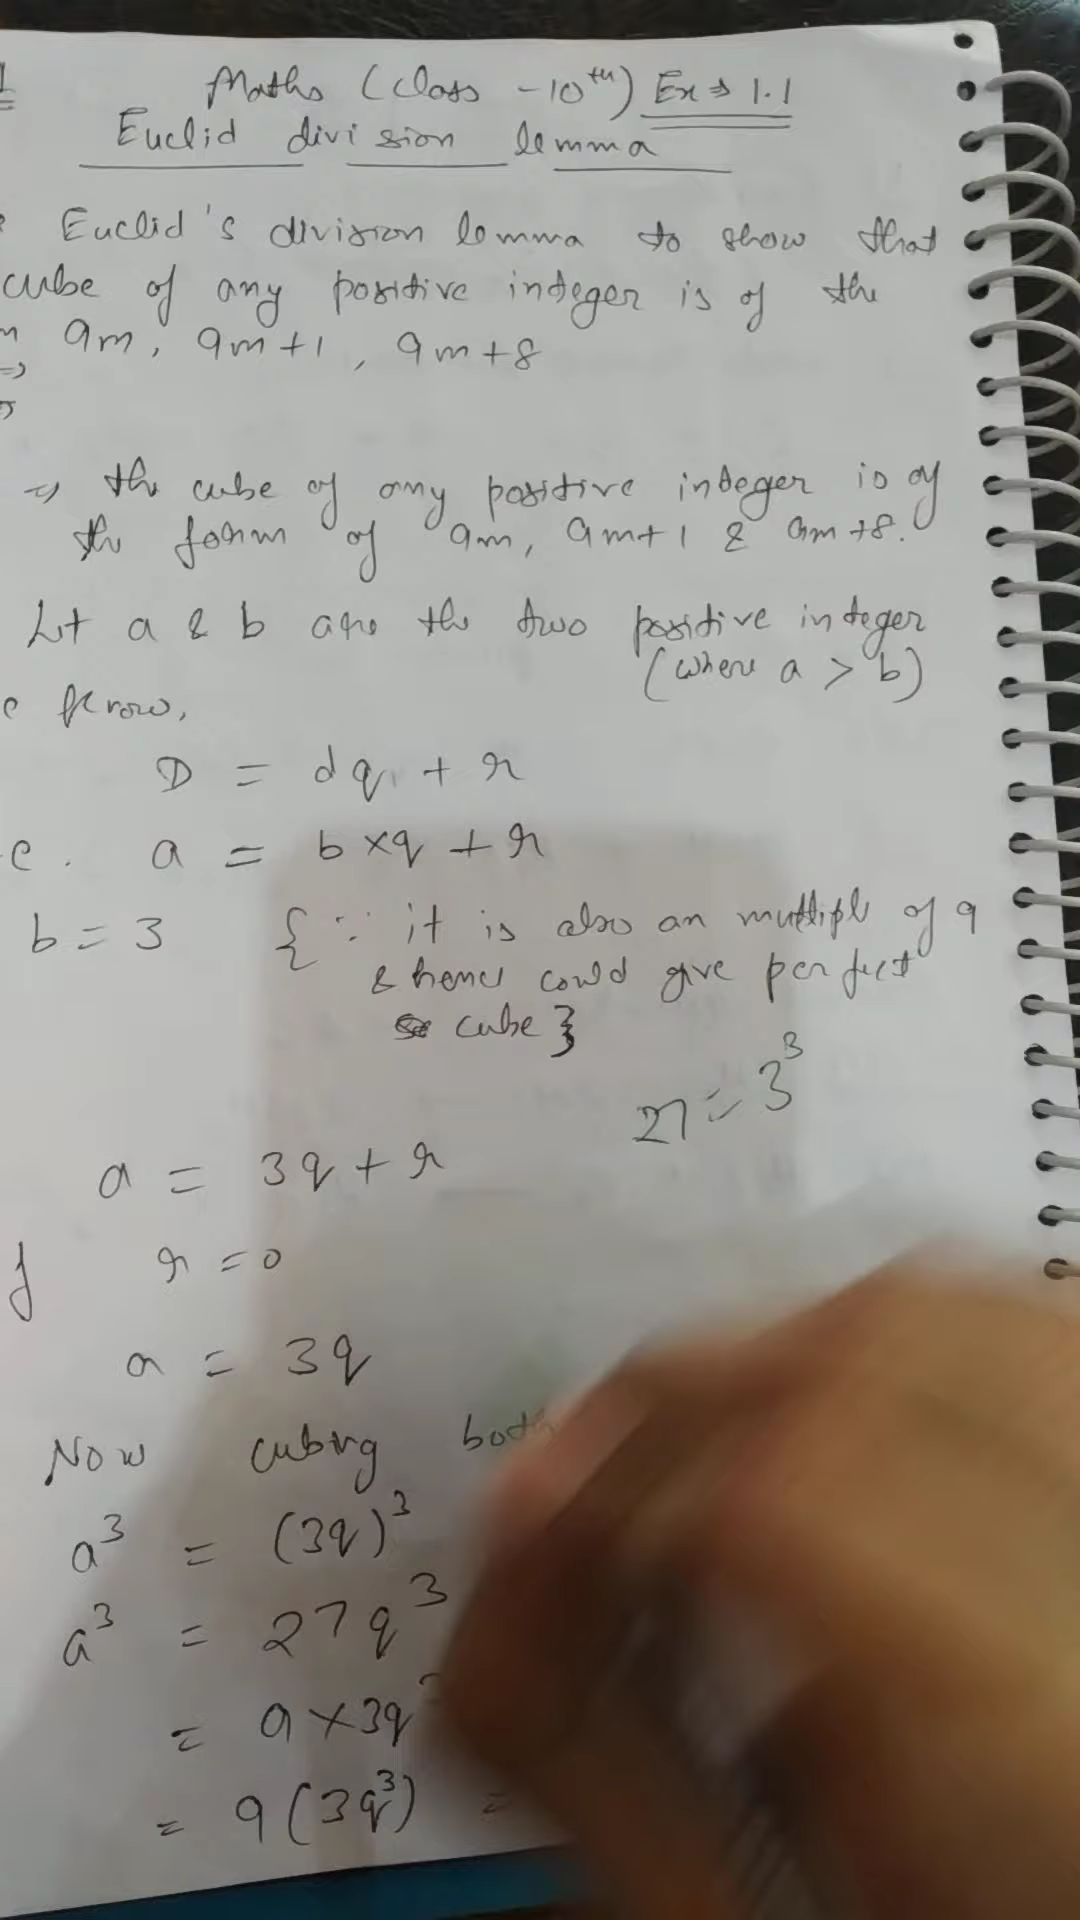 Maths (Class -10th) Ex⇒ 1.1
Euclid division lemma
Euclid's division lemma to show that
cube of any positive integer is of the
9m, 9m+1, 9m+8
⇒ the cube of any positive integer is of
the form of 9m, 9m+1 & 9m+8.
Let a & b are the two positive integer
(where a > b)
know,
D = dq + r
a = b×q + r
b = 3 {∵ it is also an multiple of 9
& hence could give perfect
cube}
27 = 3³
a = 3q + r
r = 0
a = 3q
Now cubing both
a³ = (3q)³
a³ = 27q³
= 9×3q
= 9(3q³) =